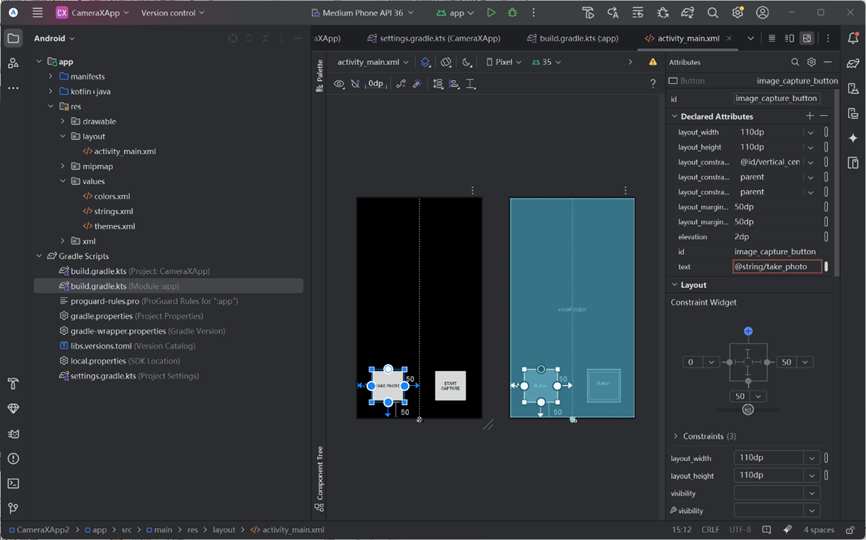 CX CameraXApp Version control Medium Phone API 36 app
Android
aXApp) settings.gradle.kts (CameraXApp) build.gradle.kts (app) activity_main.xml
activity_main.xml Pixel 35
0dp
Palette
Component Tree
app
manifests
kotlin+java
res
drawable
layout
activity_main.xml
mipmap
values
colors.xml
strings.xml
themes.xml
xml
Gradle Scripts
build.gradle.kts (Project: CameraXApp)
build.gradle.kts (Module :app)
proguard-rules.pro (ProGuard Rules for ":app")
gradle.properties (Project Properties)
gradle-wrapper.properties (Gradle Version)
libs.versions.toml (Version Catalog)
local.properties (SDK Location)
settings.gradle.kts (Project Settings)
TAKE PHOTO
50
50
START
CAPTURE
viewFinder
Button
50
50
Button
Attributes
Button image_capture_button
id image_capture_button
Declared Attributes
layout_width 110dp
layout_height 110dp
layout_constra... @id/vertical_cen
layout_constra... parent
layout_constra... parent
layout_margin... 50dp
layout_margin... 50dp
elevation 2dp
id image_capture_button
text @string/take_photo
Layout
Constraint Widget
0 50
50
50
Constraints (3)
layout_width 110dp
layout_height 110dp
visibility
visibility
CameraXApp2 > app > src > main > res > layout > activity_main.xml
15:12 CRLF UTF-8 4 spaces